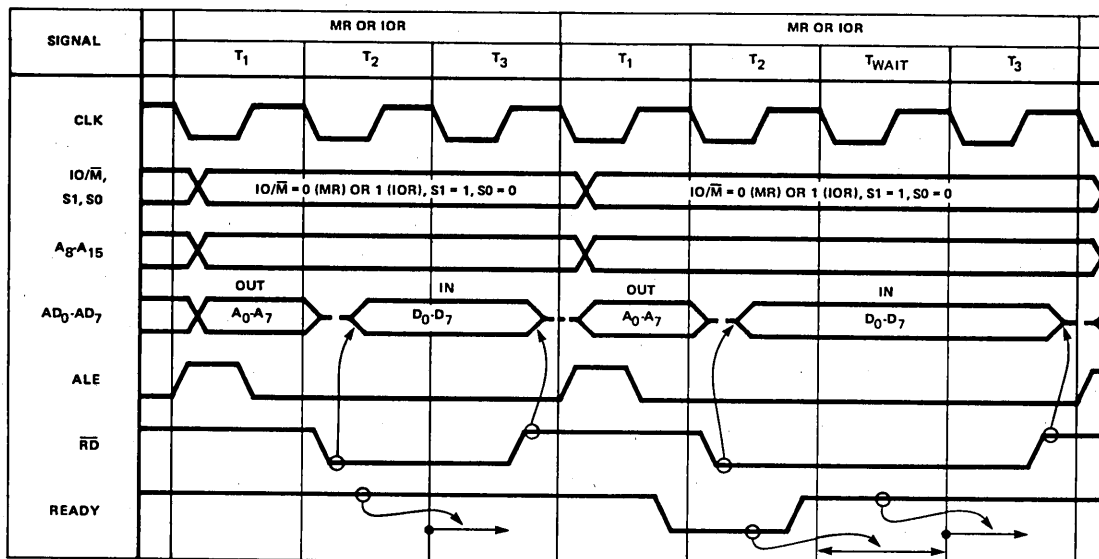 SIGNAL
MR OR IOR
MR OR IOR
T1 T2 T3 T1 T2 TWAIT T3
CLK
IO/M̅,
S1, S0
IO/M̅ = 0 (MR) OR 1 (IOR), S1 = 1, S0 = 0
IO/M̅ = 0 (MR) OR 1 (IOR), S1 = 1, S0 = 0
A8-A15
OUT IN OUT IN
AD0-AD7
A0-A7 D0-D7 A0-A7 D0-D7
ALE
R̅D̅
READY